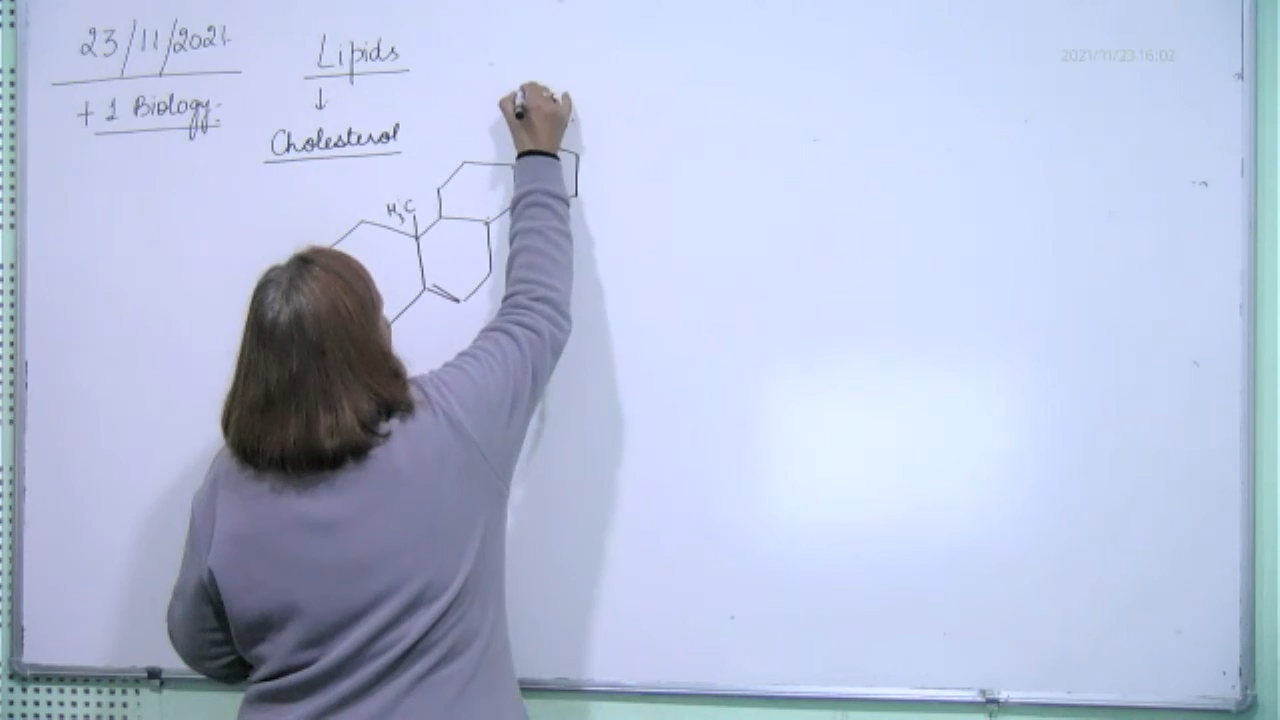 23/11/2021
+1 Biology.
Lipids
↓
Cholesterol
H₃C
2021/11/23 16:02